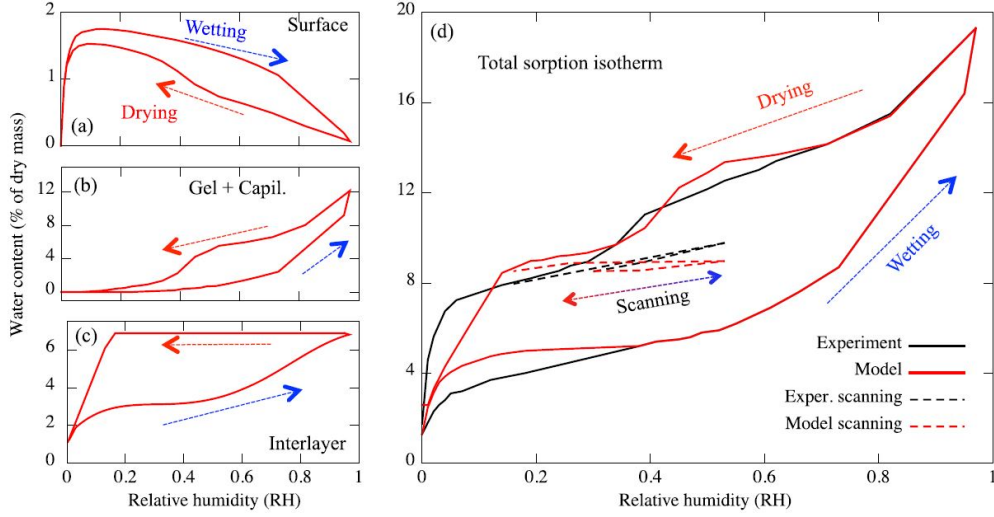 Water content (% of dry mass)
2
1
0
Wetting
Surface
Drying
(a)
12
8
4
0
(b)
Gel + Capil.
6
4
2
0
(c)
Interlayer
0
0.2
0.4
0.6
0.8
1
Relative humidity (RH)
20
16
12
8
4
0
(d)
Total sorption isotherm
Drying
Wetting
Scanning
Experiment
Model
Exper. scanning
Model scanning
0
0.2
0.4
0.6
0.8
1
Relative humidity (RH)